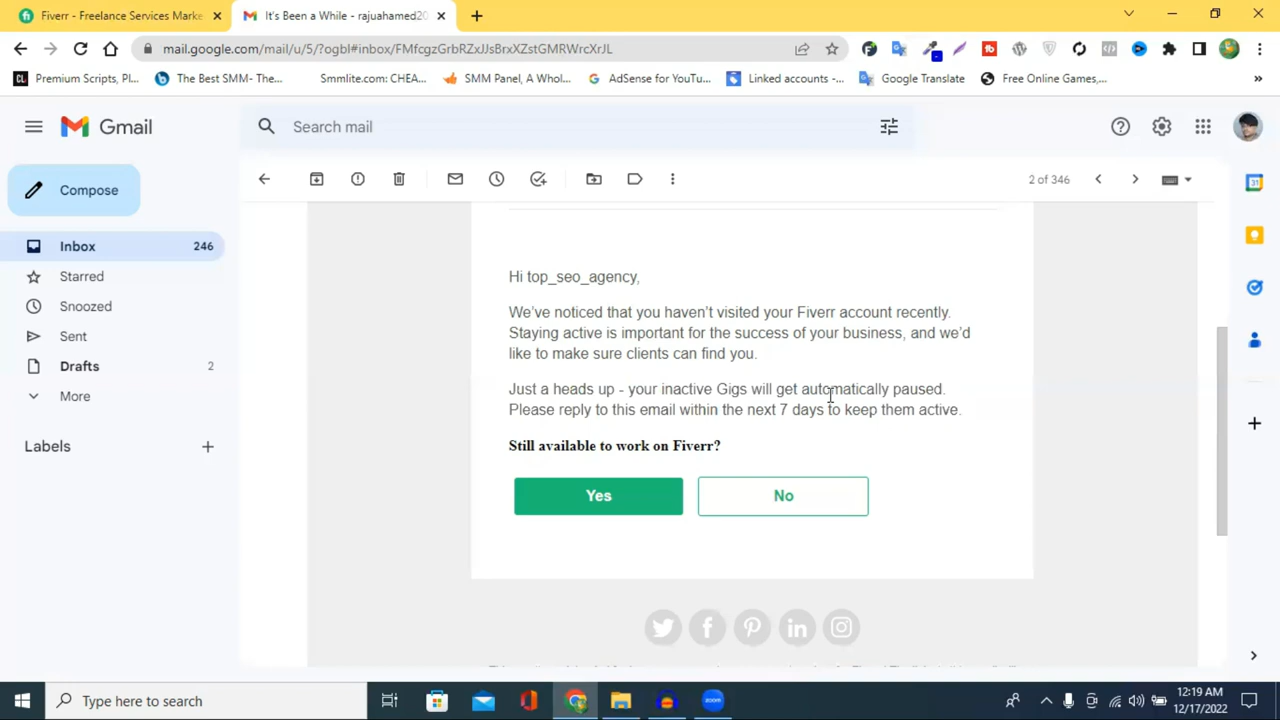 Fiverr - Freelance Services Marke
It's Been a While - rajuahamed20
mail.google.com/mail/u/5/?ogbl#inbox/FMfcgzGrbRZxJJsBrxXZstGMRWrcXrJL
Premium Scripts, Pl...
The Best SMM- The...
Smmlite.com: CHEA...
SMM Panel, A Whol...
AdSense for YouTu...
Linked accounts -...
Google Translate
Free Online Games,...
Gmail
Search mail
Compose
2 of 346
Inbox 246
Starred
Snoozed
Sent
Drafts 2
More
Labels
Hi top_seo_agency,
We've noticed that you haven't visited your Fiverr account recently.
Staying active is important for the success of your business, and we'd
like to make sure clients can find you.
Just a heads up - your inactive Gigs will get automatically paused.
Please reply to this email within the next 7 days to keep them active.
Still available to work on Fiverr?
Yes No
Type here to search
zoom
12:19 AM
12/17/2022